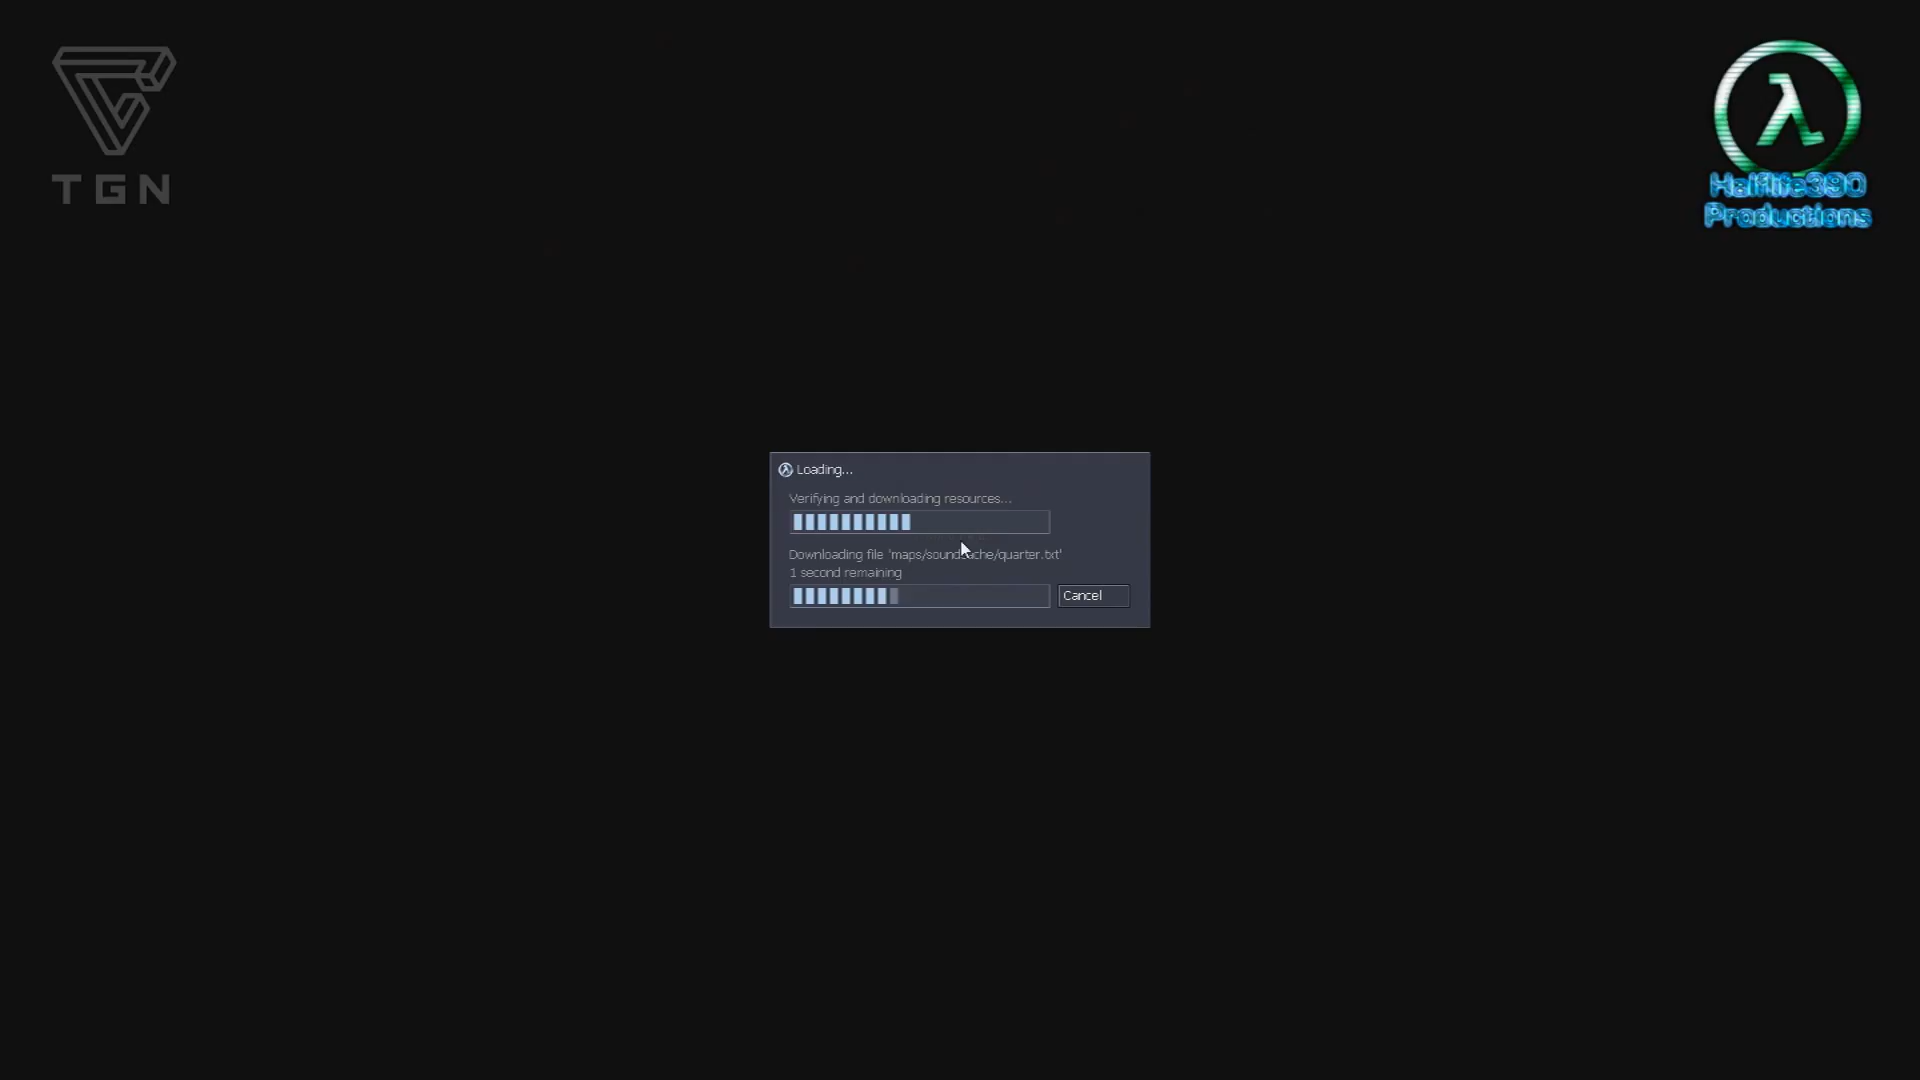 TGN
Halflife390
Productions
Loading...
Verifying and downloading resources...
Downloading file 'maps/soundcache/quarter.txt'
1 second remaining
Cancel